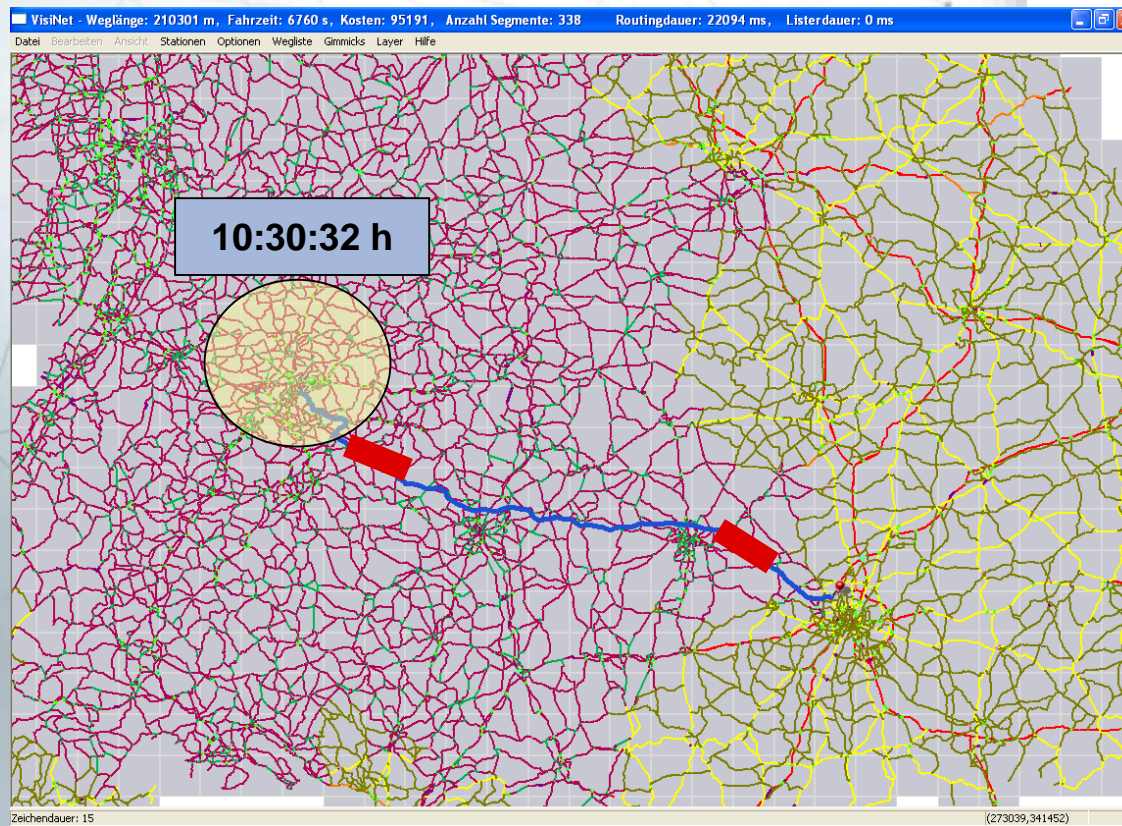 VisiNet - Weglänge: 210301 m, Fahrzeit: 6760 s, Kosten: 95191, Anzahl Segmente: 338 Routingdauer: 22094 ms, Listerdauer: 0 ms
Datei Bearbeiten Ansicht Stationen Optionen Wegliste Gimmicks Layer Hilfe
10:30:32 h
Zeichendauer: 15 (273039,341452)